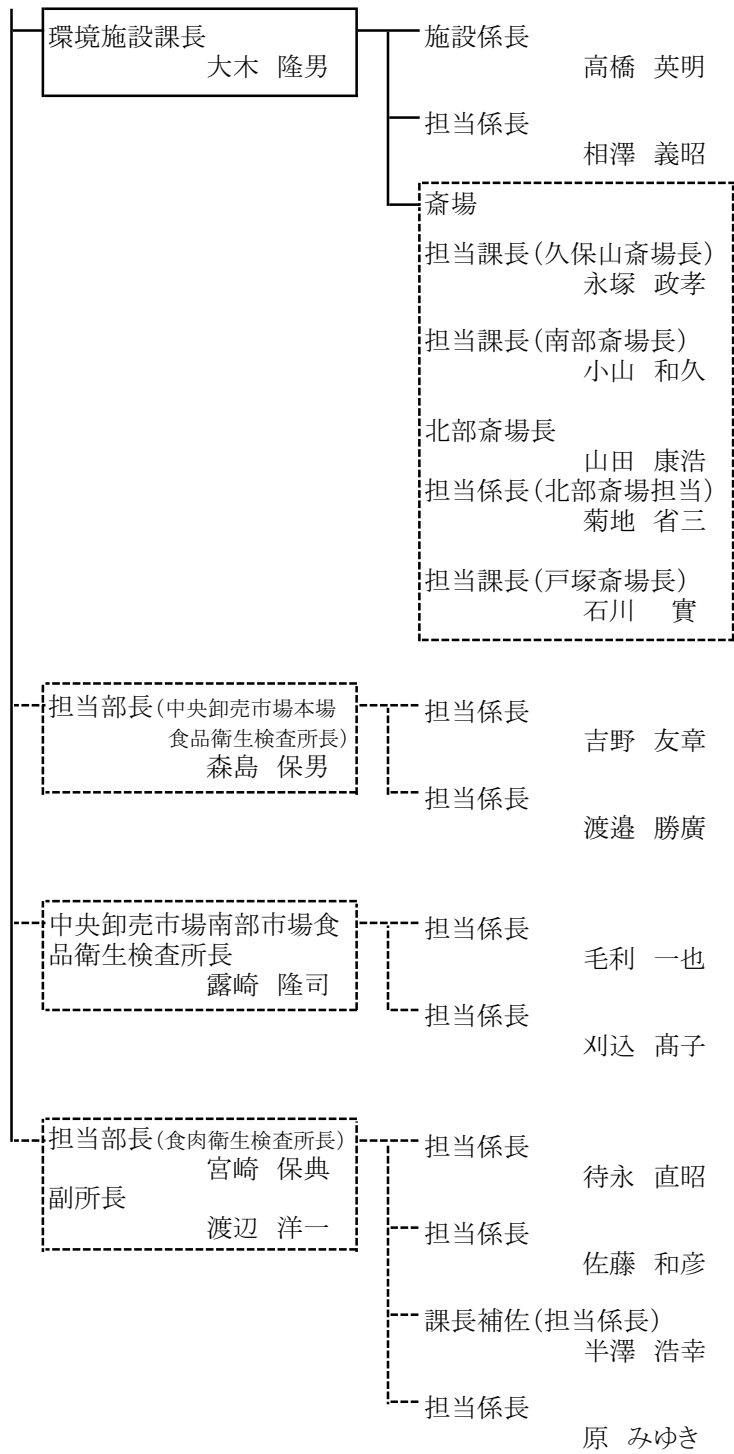 環境施設課長
大木 隆男
施設係長
高橋 英明
担当係長
相澤 義昭
斎場
担当課長(久保山斎場長)
永塚 政孝
担当課長(南部斎場長)
小山 和久
北部斎場長
山田 康浩
担当係長(北部斎場担当)
菊地 省三
担当課長(戸塚斎場長)
石川 實
担当部長(中央卸売市場本場
食品衛生検査所長)
森島 保男
担当係長
吉野 友章
担当係長
渡邉 勝廣
中央卸売市場南部市場食
品衛生検査所長
露崎 隆司
担当係長
毛利 一也
担当係長
刈込 髙子
担当部長(食肉衛生検査所長)
宮崎 保典
副所長
渡辺 洋一
担当係長
待永 直昭
担当係長
佐藤 和彦
課長補佐(担当係長)
半澤 浩幸
担当係長
原 みゆき